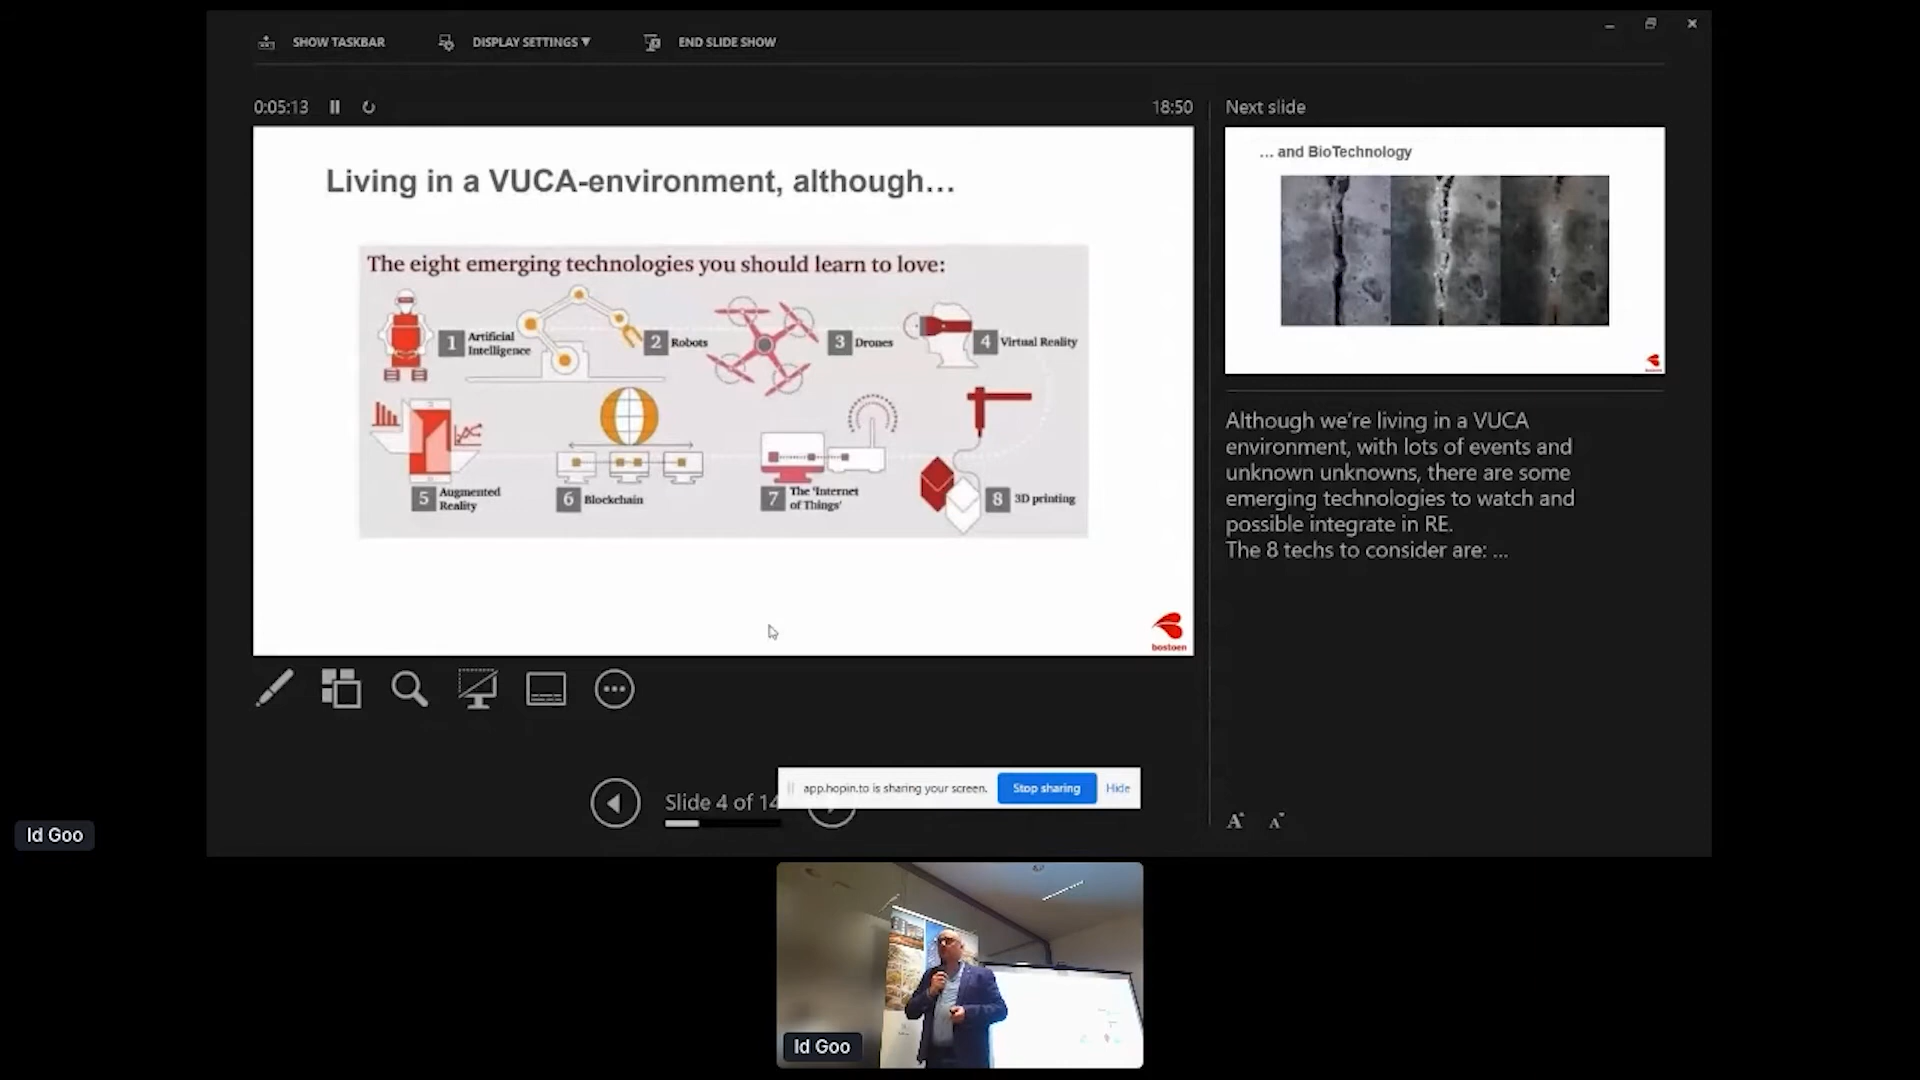 SHOW TASKBAR
DISPLAY SETTINGS ▼
END SLIDE SHOW
0:05:13
18:50
Living in a VUCA-environment, although…
The eight emerging technologies you should learn to love:
1 Artificial
Intelligence
2 Robots
3 Drones
4 Virtual Reality
5 Augmented
Reality
6 Blockchain
7 The 'Internet
of Things'
8 3D printing
bostoen
Next slide
… and BioTechnology
bostoen
Although we're living in a VUCA
environment, with lots of events and
unknown unknowns, there are some
emerging technologies to watch and
possible integrate in RE.
The 8 techs to consider are: …
Slide 4 of 14
app.hopin.to is sharing your screen.
Stop sharing
Hide
A A
Id Goo
Id Goo